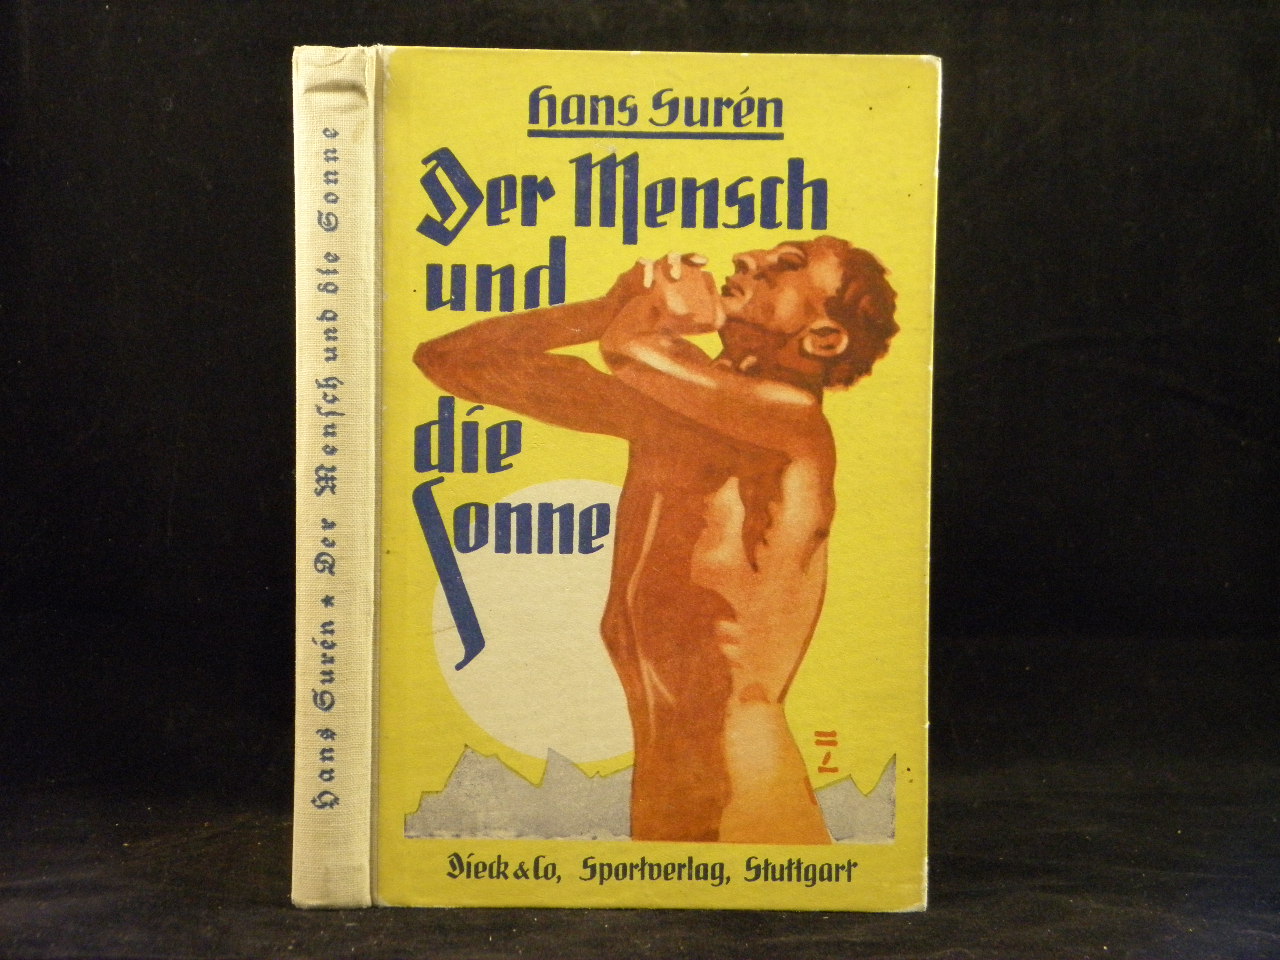 Hans Surén
Der Mensch
und
die
Sonne
Dieck & Co, Sportverlag, Stuttgart
Hans Surén * Der Menſch und die Sonne